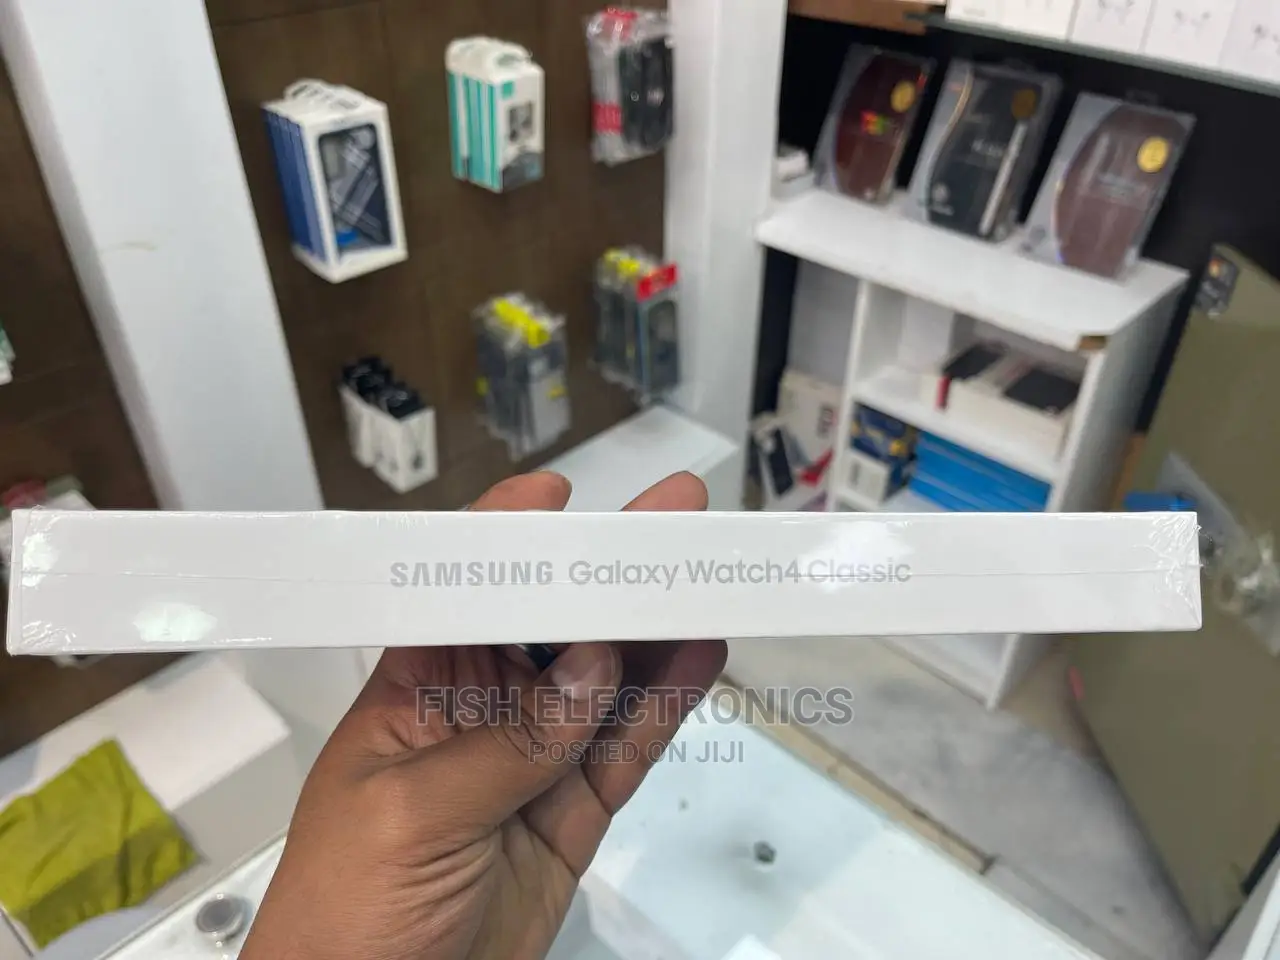 SAMSUNG Galaxy Watch4 Classic
FISH ELECTRONICS
POSTED ON JIJI